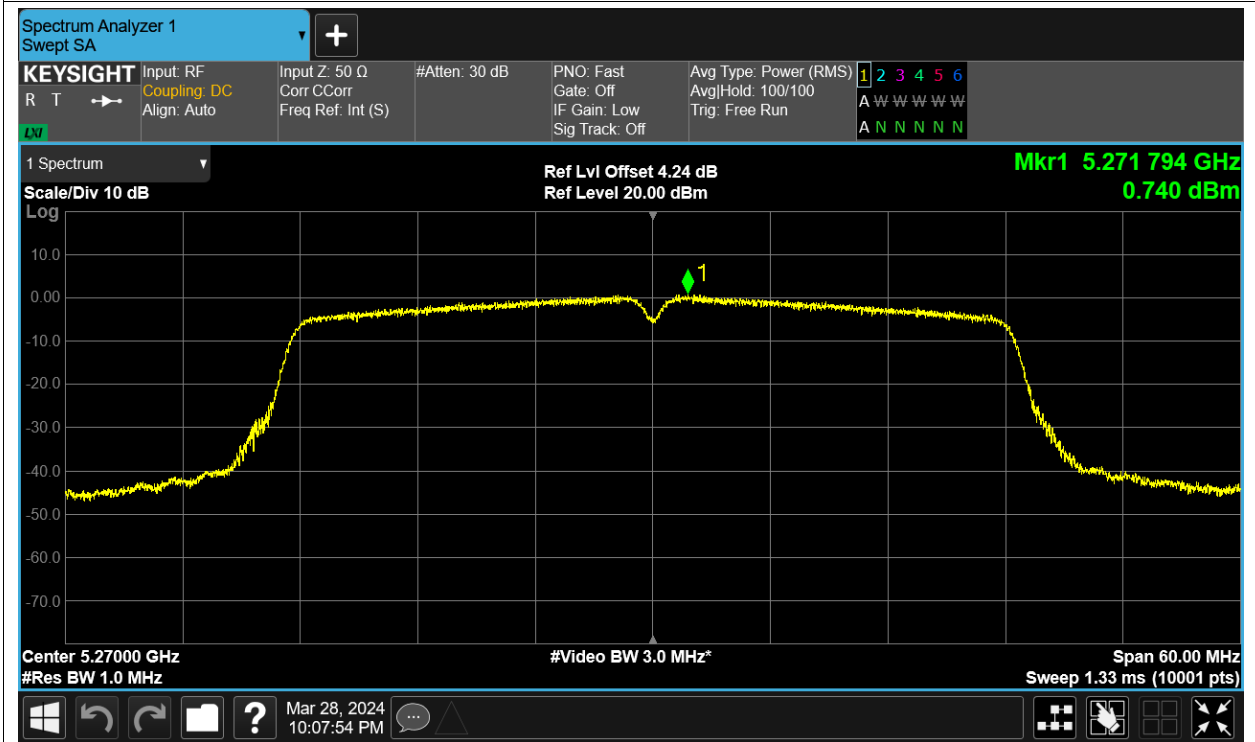 Spectrum Analyzer 1
Swept SA
+
KEYSIGHT
R T
LXI
Input: RF
Coupling: DC
Align: Auto
Input Z: 50 Ω
Corr CCorr
Freq Ref: Int (S)
#Atten: 30 dB
PNO: Fast
Gate: Off
IF Gain: Low
Sig Track: Off
Avg Type: Power (RMS)
Avg|Hold: 100/100
Trig: Free Run
1 2 3 4 5 6
A W W W W W
A N N N N N
1 Spectrum
Scale/Div 10 dB
Ref Lvl Offset 4.24 dB
Ref Level 20.00 dBm
Mkr1 5.271 794 GHz
0.740 dBm
Log
10.0
0.00
-10.0
-20.0
-30.0
-40.0
-50.0
-60.0
-70.0
1
Center 5.27000 GHz
#Res BW 1.0 MHz
#Video BW 3.0 MHz*
Span 60.00 MHz
Sweep 1.33 ms (10001 pts)
?
Mar 28, 2024
10:07:54 PM